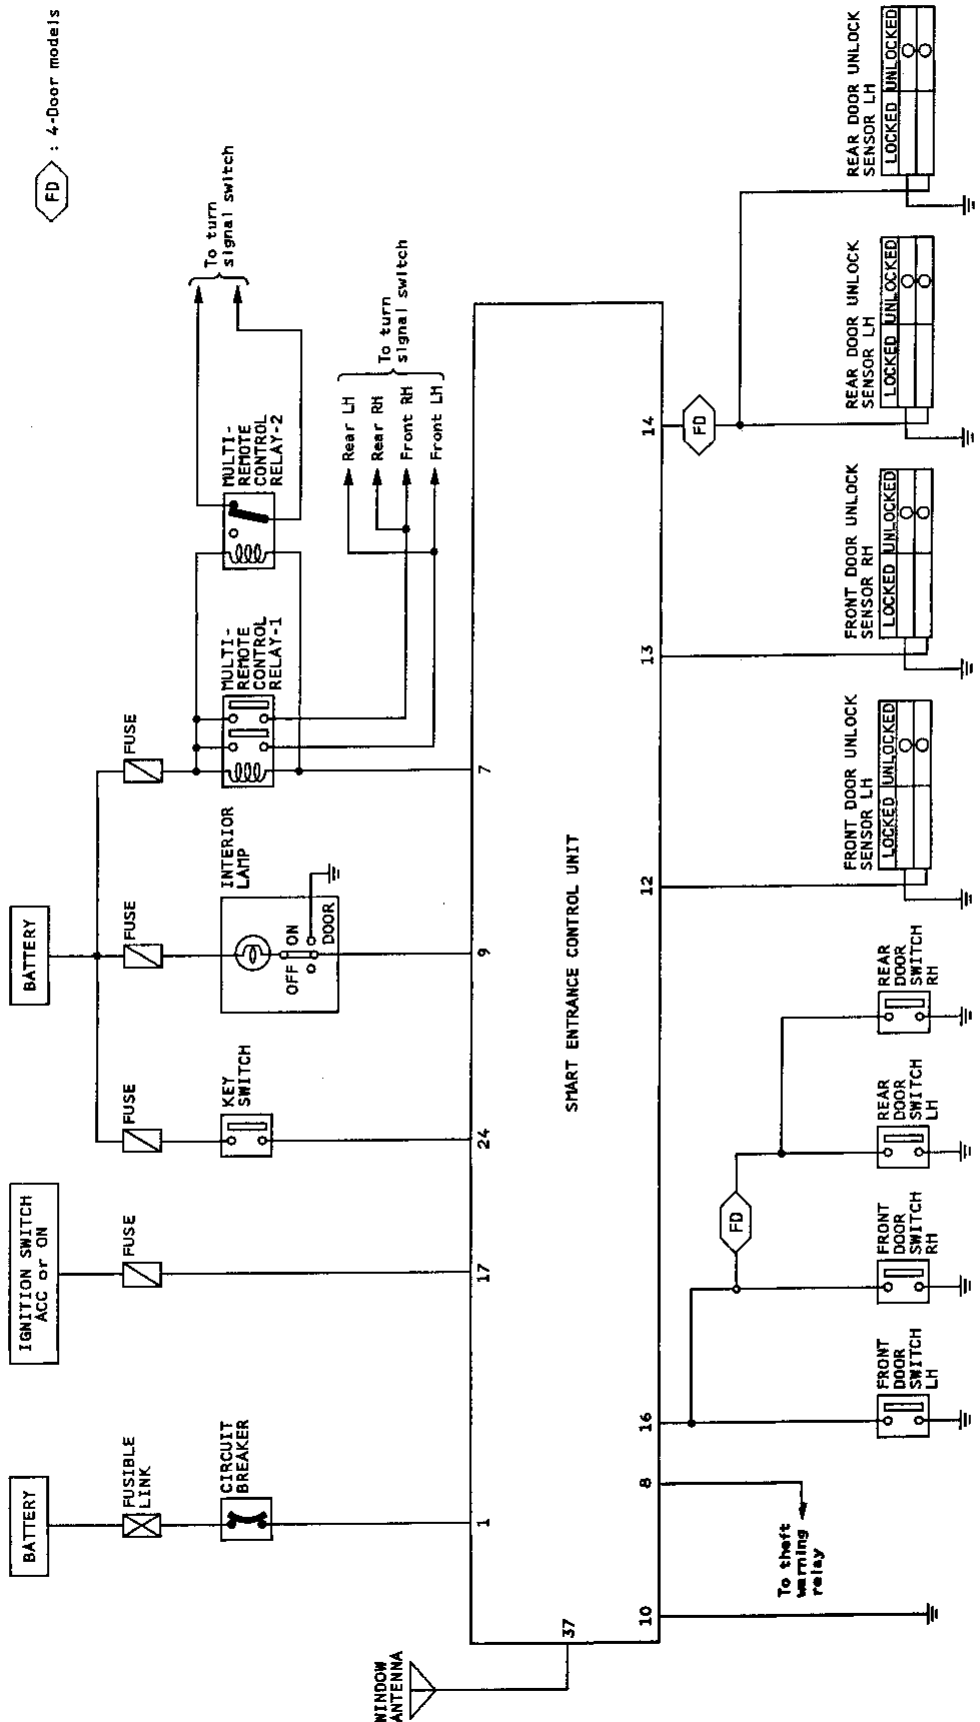 FD : 4-Door models
BATTERY
FUSIBLE
LINK
CIRCUIT
BREAKER
1
IGNITION SWITCH
ACC or ON
FUSE
17
BATTERY
FUSE
KEY
SWITCH
24
FUSE
INTERIOR
LAMP
OFF
ON
DOOR
9
FUSE
MULTI-
REMOTE
CONTROL
RELAY-1
7
MULTI-
REMOTE
CONTROL
RELAY-2
To turn
signal switch
Rear LH
Rear RH
Front RH
Front LH
To turn
signal switch
WINDOW
ANTENNA
37
SMART ENTRANCE CONTROL UNIT
10
8
16
12
13
14
To theft
warning
relay
FD
FD
FRONT
DOOR
SWITCH
LH
FRONT
DOOR
SWITCH
RH
REAR
DOOR
SWITCH
LH
REAR
DOOR
SWITCH
RH
FRONT DOOR UNLOCK
SENSOR LH
LOCKED UNLOCKED
FRONT DOOR UNLOCK
SENSOR RH
LOCKED UNLOCKED
REAR DOOR UNLOCK
SENSOR LH
LOCKED UNLOCKED
REAR DOOR UNLOCK
SENSOR LH
LOCKED UNLOCKED